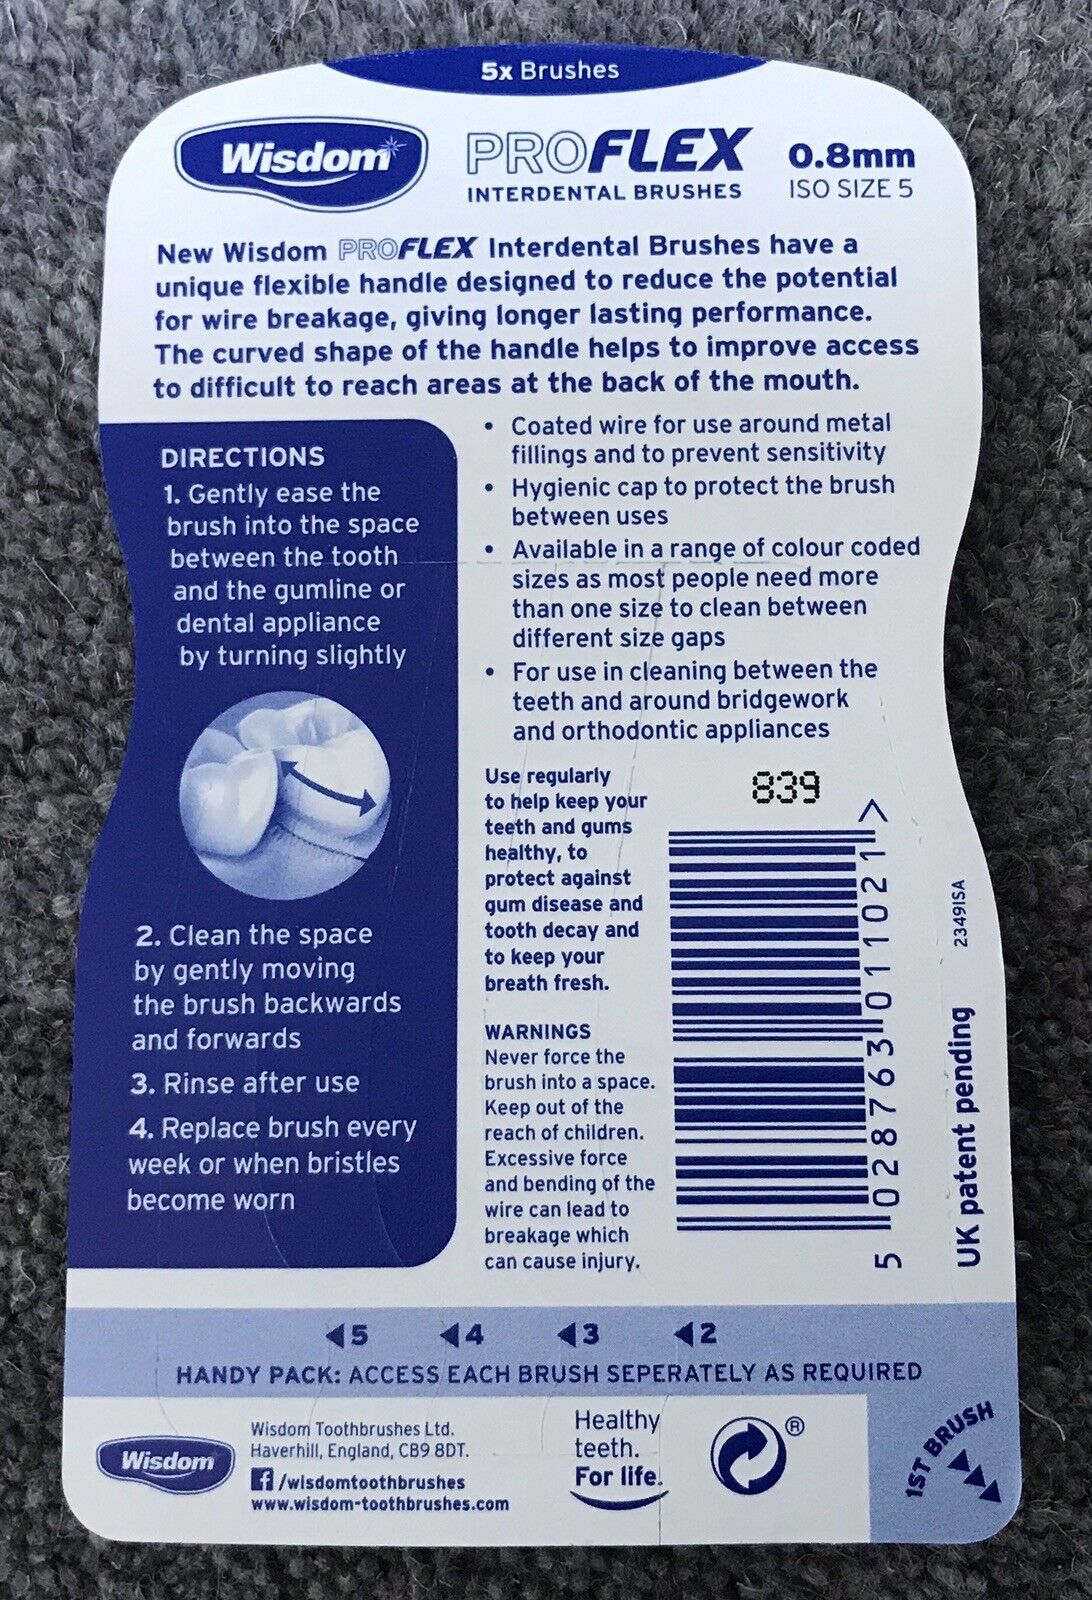 5x Brushes
Wisdom
PROFLEX
INTERDENTAL BRUSHES
0.8mm
ISO SIZE 5
New Wisdom PROFLEX Interdental Brushes have a
unique flexible handle designed to reduce the potential
for wire breakage, giving longer lasting performance.
The curved shape of the handle helps to improve access
to difficult to reach areas at the back of the mouth.
DIRECTIONS
1. Gently ease the
brush into the space
between the tooth
and the gumline or
dental appliance
by turning slightly
2. Clean the space
by gently moving
the brush backwards
and forwards
3. Rinse after use
4. Replace brush every
week or when bristles
become worn
• Coated wire for use around metal
fillings and to prevent sensitivity
• Hygienic cap to protect the brush
between uses
• Available in a range of colour coded
sizes as most people need more
than one size to clean between
different size gaps
• For use in cleaning between the
teeth and around bridgework
and orthodontic appliances
Use regularly
to help keep your
teeth and gums
healthy, to
protect against
gum disease and
tooth decay and
to keep your
breath fresh.
WARNINGS
Never force the
brush into a space.
Keep out of the
reach of children.
Excessive force
and bending of the
wire can lead to
breakage which
can cause injury.
839
5 028763 011021 >
2349ISA
UK patent pending
◀5 ◀4 ◀3 ◀2
HANDY PACK: ACCESS EACH BRUSH SEPERATELY AS REQUIRED
Wisdom
Wisdom Toothbrushes Ltd.
Haverhill, England, CB9 8DT.
f /wisdomtoothbrushes
www.wisdom-toothbrushes.com
Healthy
teeth.
For life.
®
1ST BRUSH